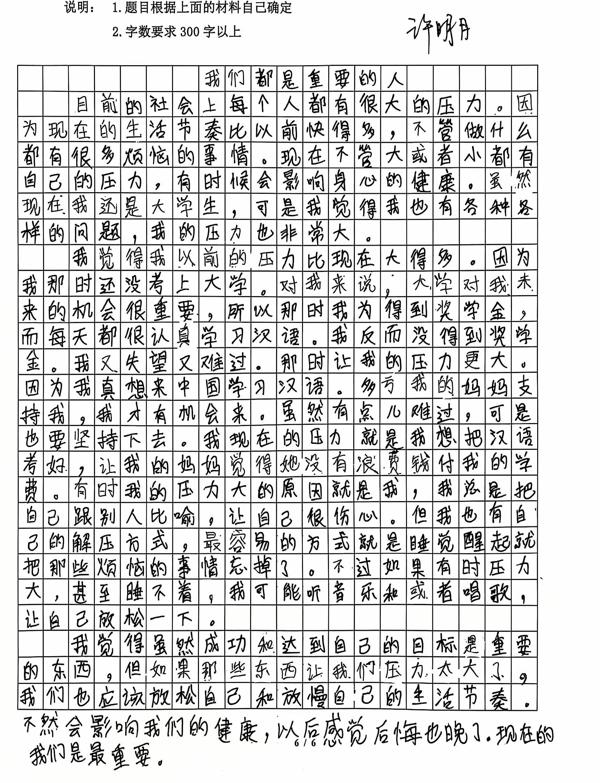 说明： 1.题目根据上面的材料自己确定
2.字数要求 300 字以上
许明月
我们都是重要的人
目前的社会上每个人都有很大的压力。因
为现在的生活节奏比以前快得多，不管做什么
都有很多烦恼的事情。现在不管大或者小都有
自己的压力，有时候会影响身心的健康。虽然
现在我还是大学生，可是我觉得我也有各种各
样的问题，我的压力也非常大。
我觉得我以前的压力比现在大得多。因为
我那时还没考上大学。对我来说，大学对我未
来的机会很重要，所以那时我为得到奖学金，
而每天都很认真学习汉语。我反而没得到奖学
金。我又失望又难过。那时让我的压力更大。
因为我真想来中国学习汉语。多亏我的妈妈支
持我，我才有机会来。虽然有点儿难过，可是
也要坚持下去。我现在的压力就是我想把汉语
考好，让我的妈妈觉得她没有浪费钱付我的学
费。有时我的压力大的原因就是我，我总是把
自己跟别人比喻，让自己很伤心。但我也有自
己的解压方式，最容易的方式就是睡觉醒起就
把那些烦恼的事情忘掉了。不过如果有时压力
大，甚至睡不着，我可能听音乐和或者唱歌，
让自己放松一下。
我觉得虽然成功和达到自己的目标是重要
的东西，但如果那些东西让我们压力太大了，
我们也应该放松自己和放慢自己的生活节奏。
不然会影响我们的健康，以后感觉后悔也晚了.现在的
我们是最重要。